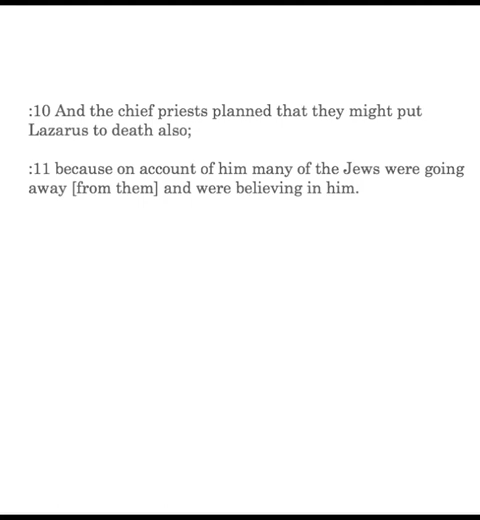 :10 And the chief priests planned that they might put
Lazarus to death also;
:11 because on account of him many of the Jews were going
away [from them] and were believing in him.